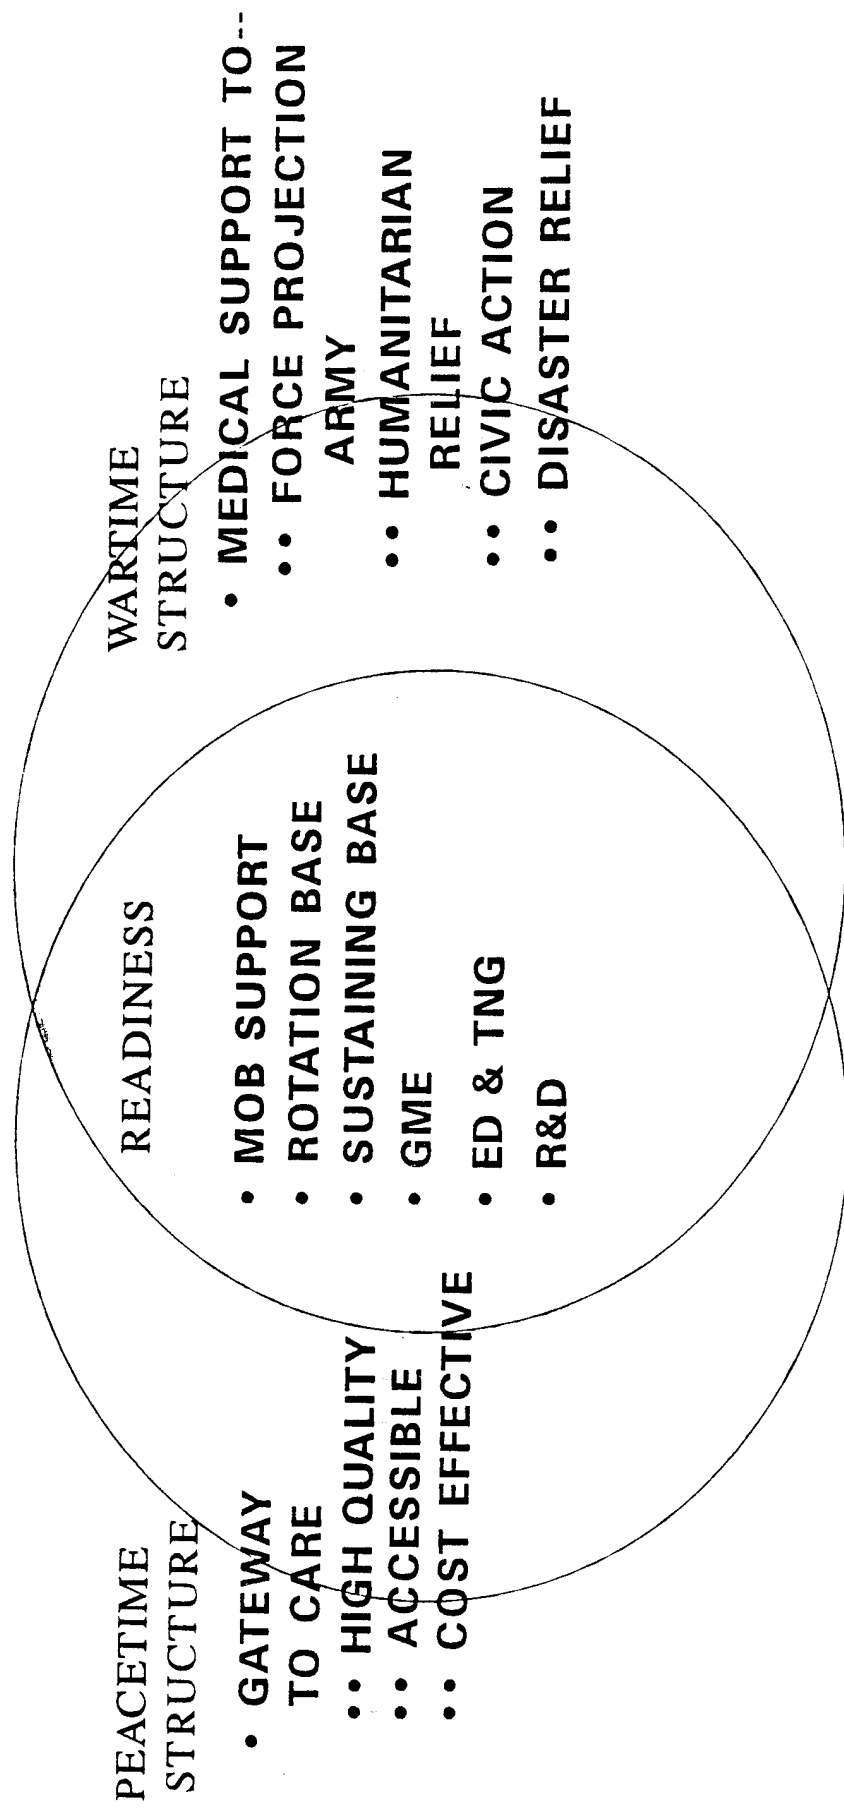 PEACETIME
STRUCTURE
• GATEWAY
TO CARE
•• HIGH QUALITY
•• ACCESSIBLE
•• COST EFFECTIVE
READINESS
• MOB SUPPORT
• ROTATION BASE
• SUSTAINING BASE
• GME
• ED & TNG
• R&D
WARTIME
STRUCTURE
• MEDICAL SUPPORT TO--
•• FORCE PROJECTION
ARMY
•• HUMANITARIAN
RELIEF
•• CIVIC ACTION
•• DISASTER RELIEF